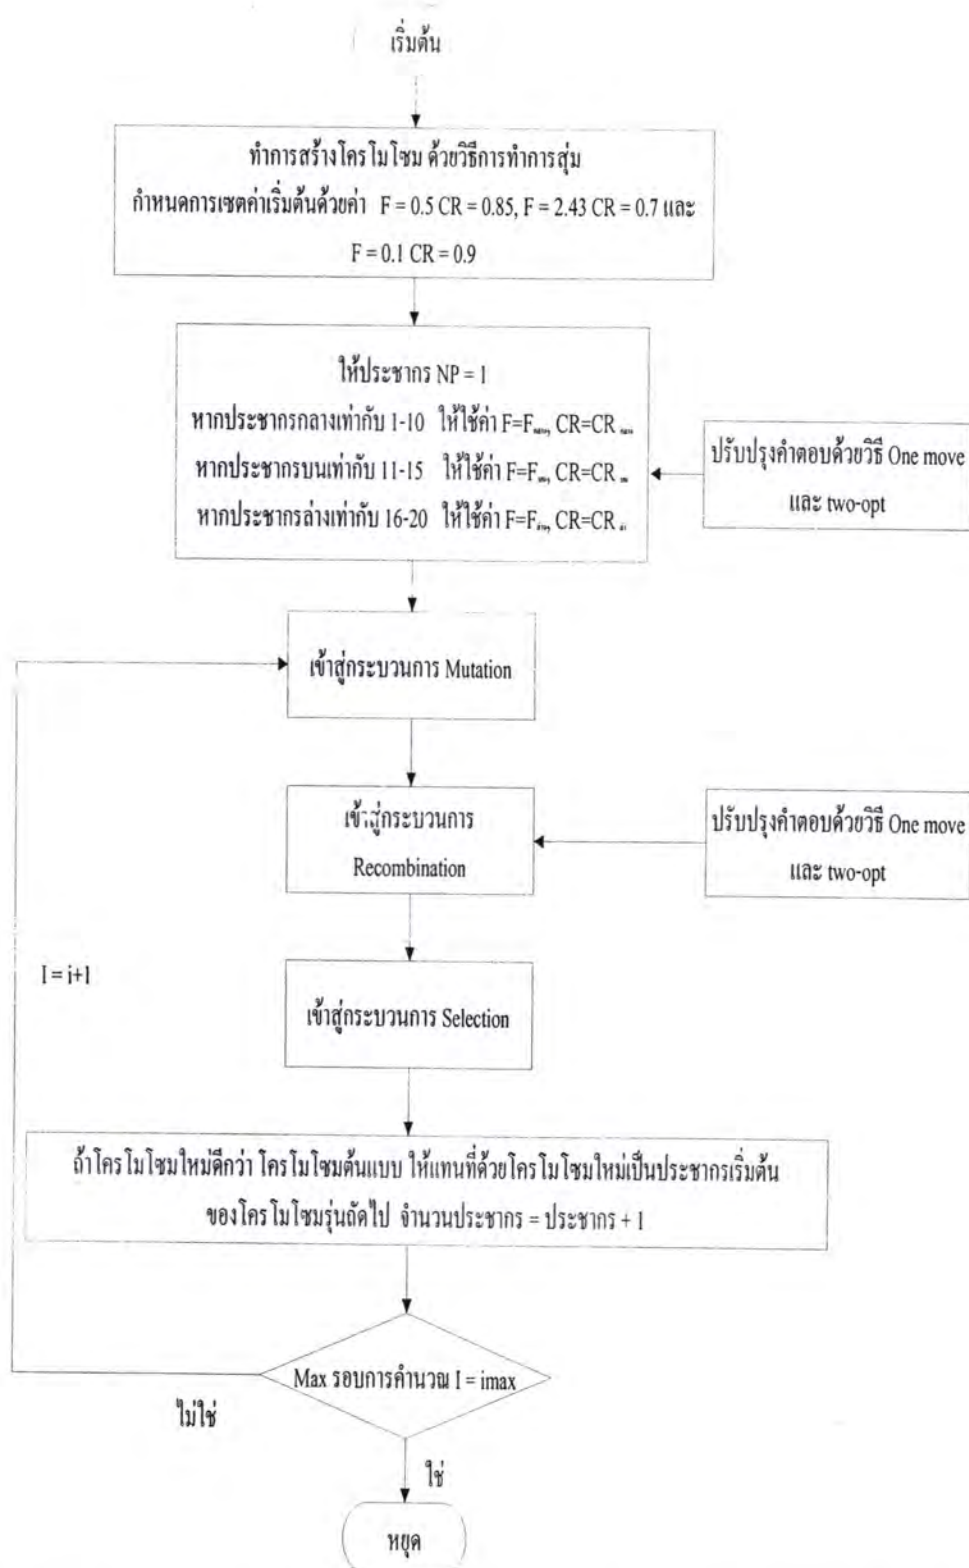 เริ่มต้น
ทำการสร้างโครโมโซม ด้วยวิธีการทำการสุ่ม
กำหนดการเซตค่าเริ่มต้นด้วยค่า F = 0.5 CR = 0.85, F = 2.43 CR = 0.7 และ
F = 0.1 CR = 0.9
ให้ประชากร NP = 1
หากประชากรกลางเท่ากับ 1-10 ให้ใช้ค่า F=F, CR=CR
หากประชากรบนเท่ากับ 11-15 ให้ใช้ค่า F=F, CR=CR
หากประชากรล่างเท่ากับ 16-20 ให้ใช้ค่า F=F, CR=CR
ปรับปรุงคำตอบด้วยวิธี One move
และ two-opt
เข้าสู่กระบวนการ Mutation
เข้าสู่กระบวนการ
Recombination
ปรับปรุงคำตอบด้วยวิธี One move
และ two-opt
I = i+1
เข้าสู่กระบวนการ Selection
ถ้าโครโมโซมใหม่ดีกว่า โครโมโซมต้นแบบ ให้แทนที่ด้วยโครโมโซมใหม่เป็นประชากรเริ่มต้น
ของโครโมโซมรุ่นถัดไป จำนวนประชากร = ประชากร + 1
Max รอบการคำนวณ I = imax
ไม่ใช่
ใช่
หยุด